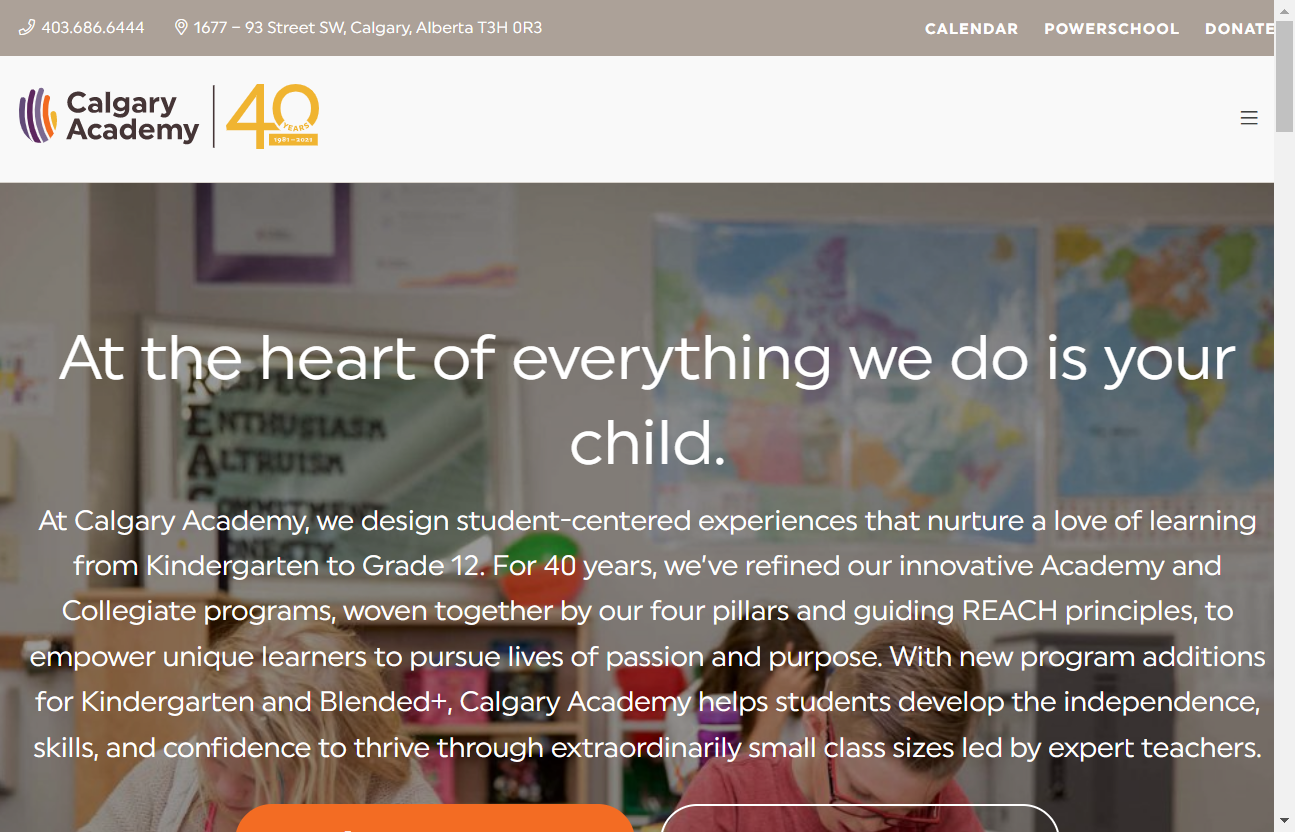 403.686.6444
1677 – 93 Street SW, Calgary, Alberta T3H 0R3
CALENDAR
POWERSCHOOL
DONATE
Calgary
Academy
40
YEARS
1981–2021
At the heart of everything we do is your
child.
RESPECT
ENTHUSIASM
ALTRUISM
COMMITMENT
HONESTY
At Calgary Academy, we design student-centered experiences that nurture a love of learning
from Kindergarten to Grade 12. For 40 years, we've refined our innovative Academy and
Collegiate programs, woven together by our four pillars and guiding REACH principles, to
empower unique learners to pursue lives of passion and purpose. With new program additions
for Kindergarten and Blended+, Calgary Academy helps students develop the independence,
skills, and confidence to thrive through extraordinarily small class sizes led by expert teachers.